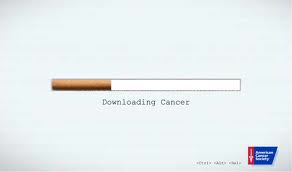 Downloading Cancer
American
Cancer
Society
<Ctrl> <Alt> <Del>